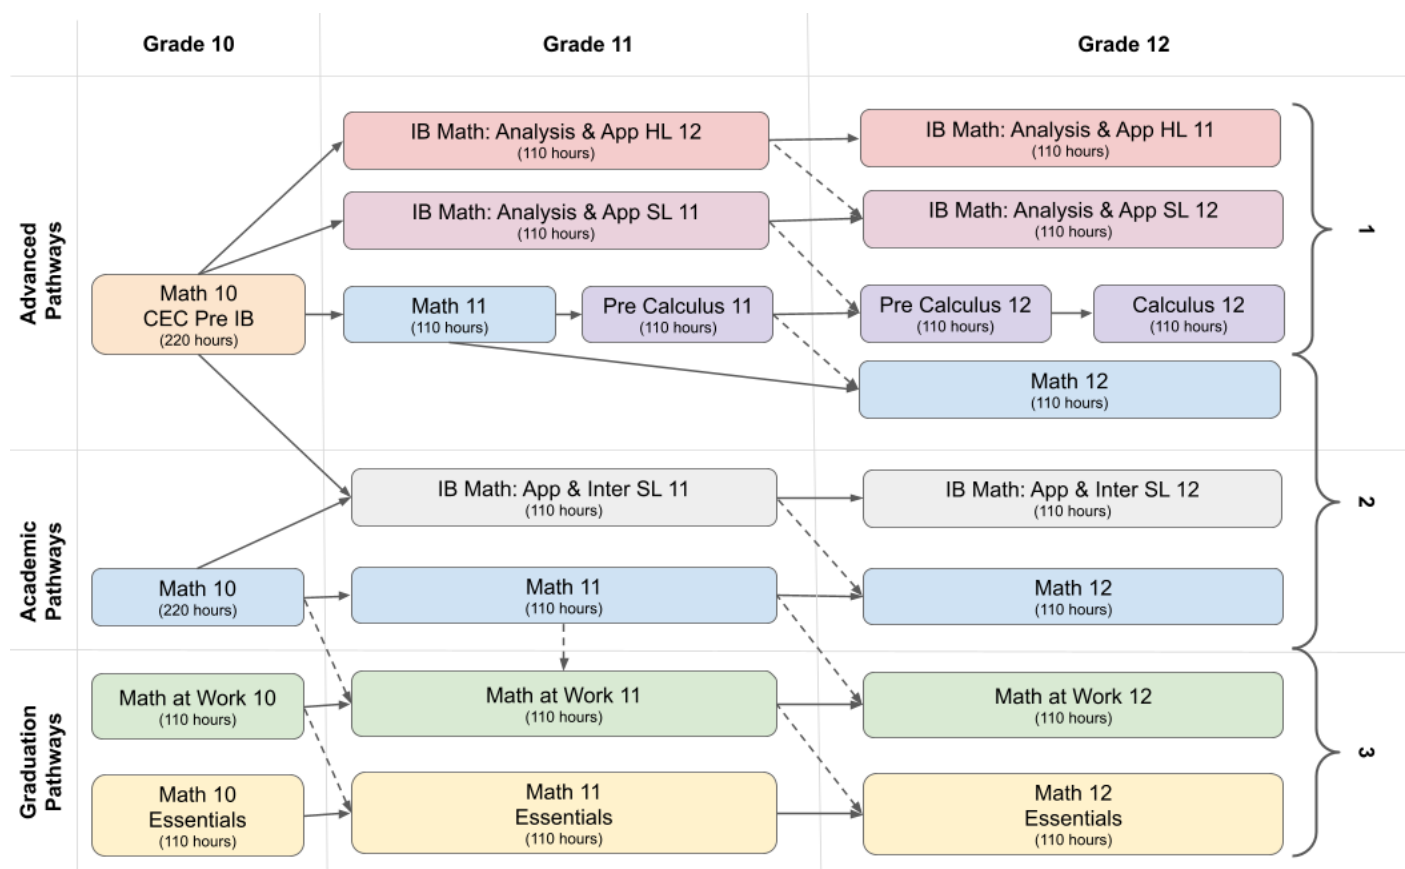 Grade 10
Grade 11
Grade 12
Advanced
Pathways
IB Math: Analysis & App HL 12
(110 hours)
IB Math: Analysis & App HL 11
(110 hours)
IB Math: Analysis & App SL 11
(110 hours)
IB Math: Analysis & App SL 12
(110 hours)
Math 10
CEC Pre IB
(220 hours)
Math 11
(110 hours)
Pre Calculus 11
(110 hours)
Pre Calculus 12
(110 hours)
Calculus 12
(110 hours)
Math 12
(110 hours)
1
Academic
Pathways
IB Math: App & Inter SL 11
(110 hours)
IB Math: App & Inter SL 12
(110 hours)
Math 10
(220 hours)
Math 11
(110 hours)
Math 12
(110 hours)
2
Graduation
Pathways
Math at Work 10
(110 hours)
Math at Work 11
(110 hours)
Math at Work 12
(110 hours)
Math 10
Essentials
(110 hours)
Math 11
Essentials
(110 hours)
Math 12
Essentials
(110 hours)
3